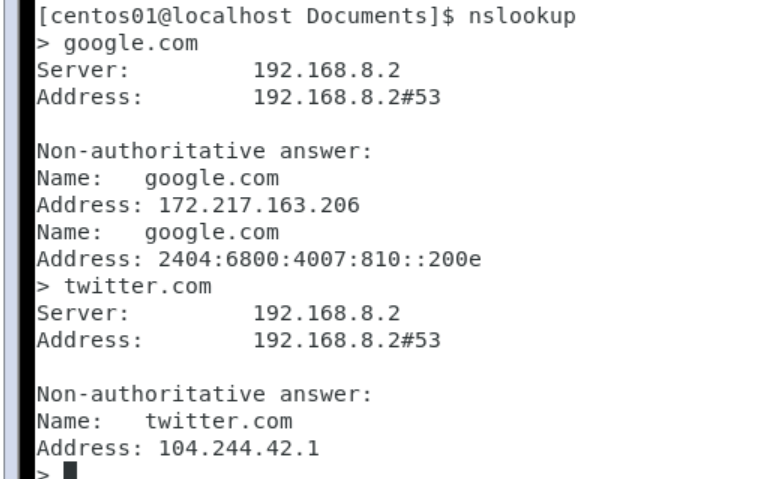 [centos01@localhost Documents]$ nslookup
> google.com
Server:		192.168.8.2
Address:	192.168.8.2#53

Non-authoritative answer:
Name:	google.com
Address: 172.217.163.206
Name:	google.com
Address: 2404:6800:4007:810::200e
> twitter.com
Server:		192.168.8.2
Address:	192.168.8.2#53

Non-authoritative answer:
Name:	twitter.com
Address: 104.244.42.1
>